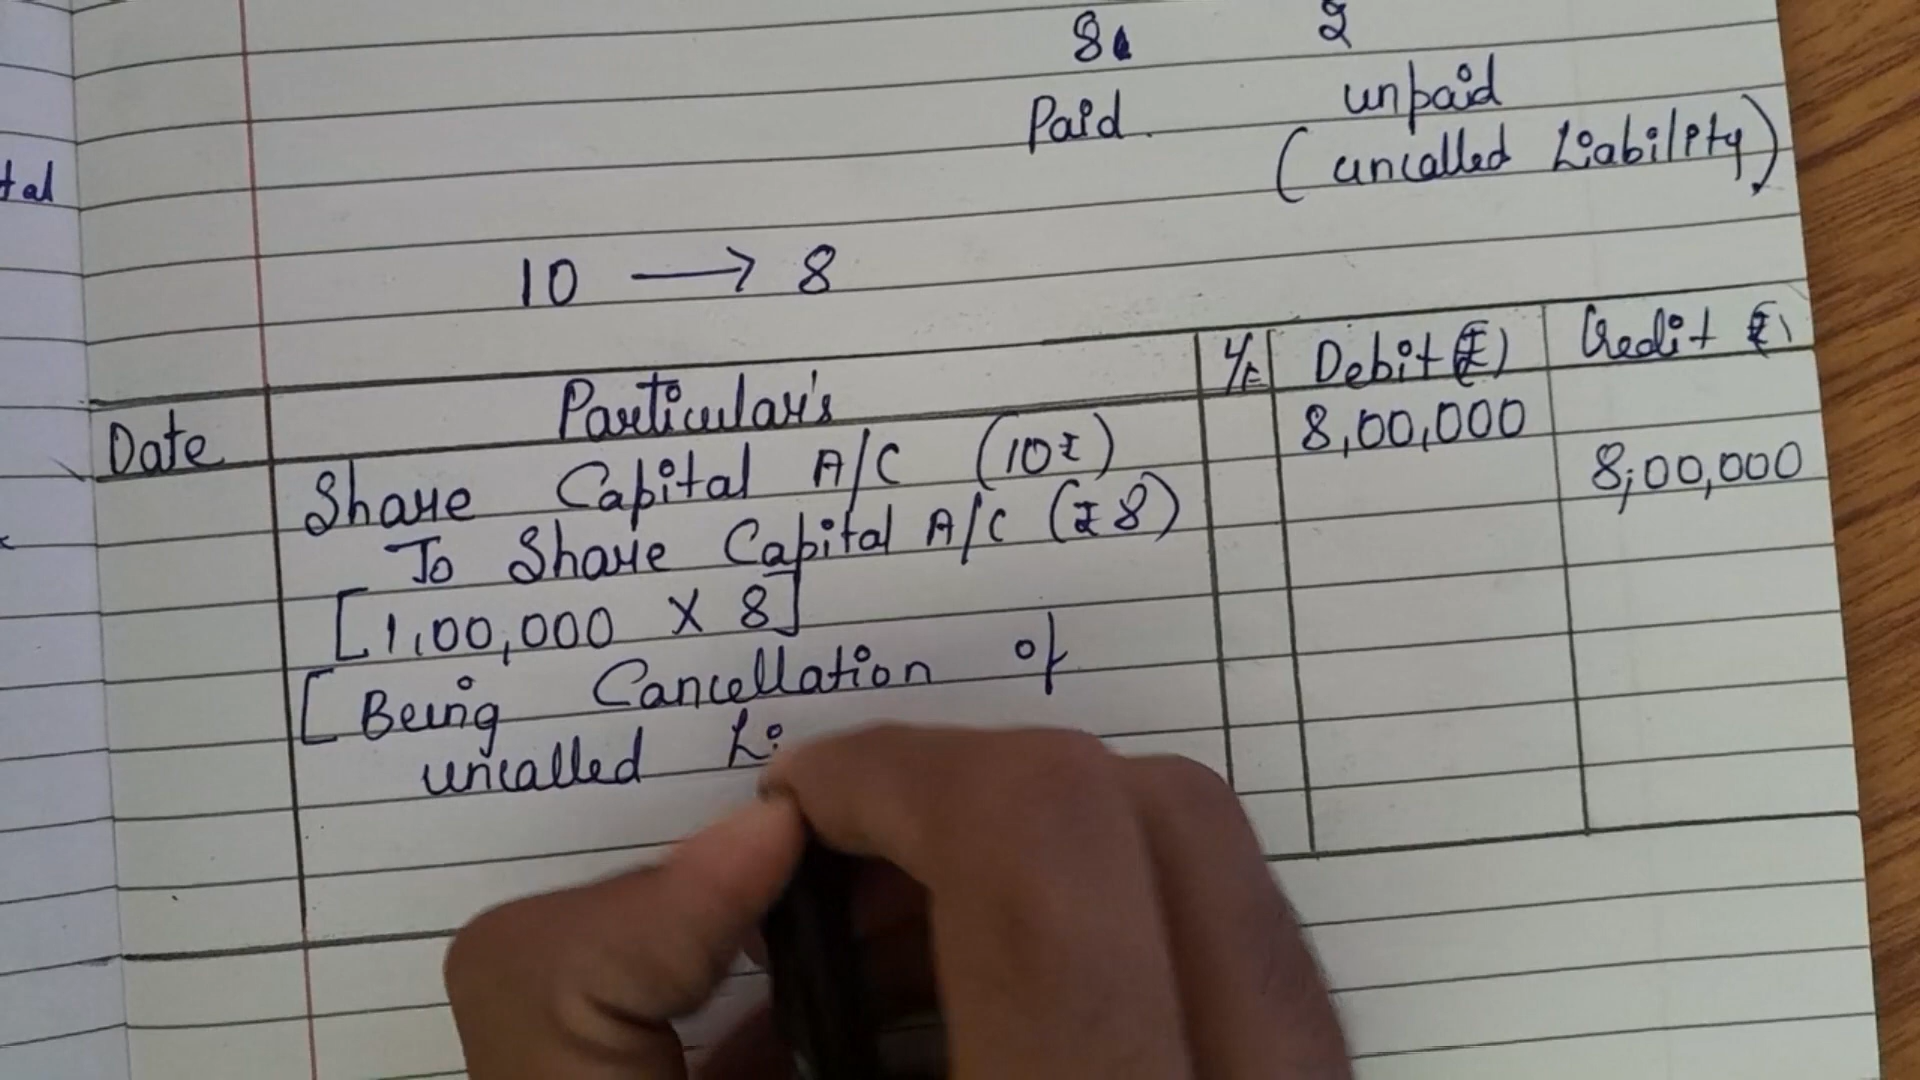 tal
8 2
Paid. unpaid
(uncalled Liability)
10 → 8
Date Particular's L/F Debit (₹) Credit (₹)
Share Capital A/C (10₹) 8,00,000
To Share Capital A/C (₹8) 8,00,000
[1,00,000 X 8]
[Being Cancellation of
uncalled Li